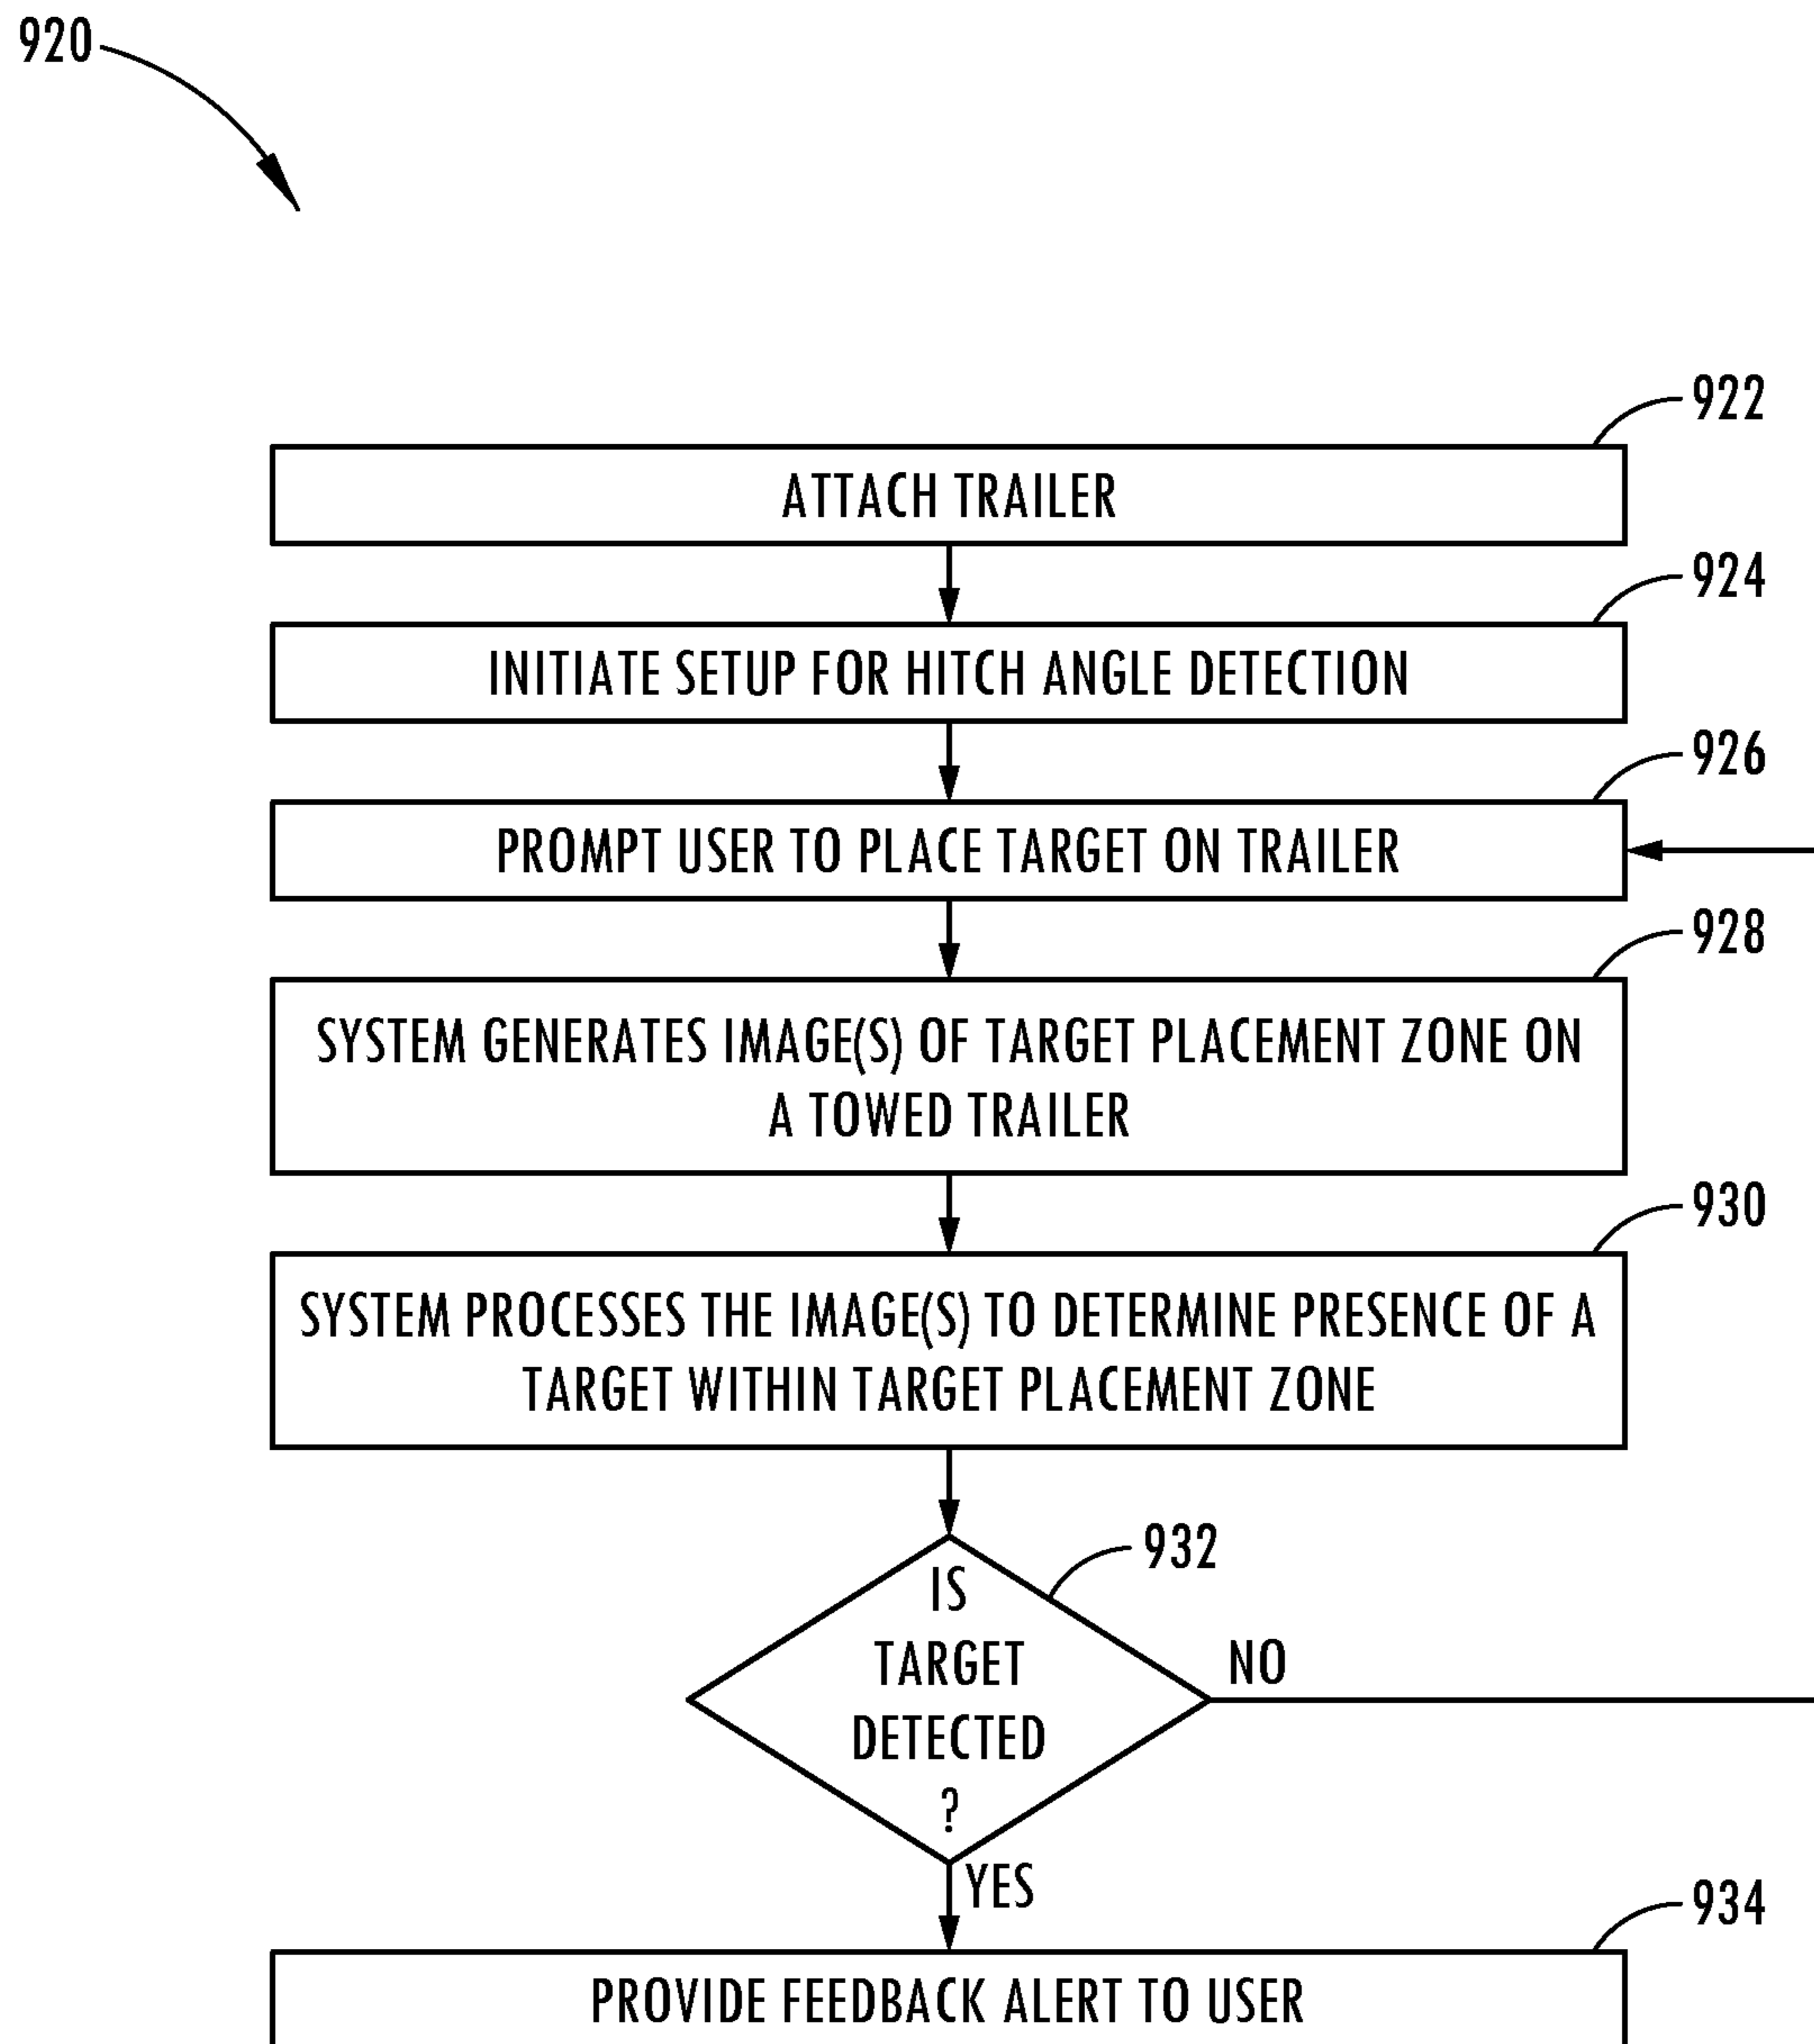 920
922
ATTACH TRAILER
924
INITIATE SETUP FOR HITCH ANGLE DETECTION
926
PROMPT USER TO PLACE TARGET ON TRAILER
928
SYSTEM GENERATES IMAGE(S) OF TARGET PLACEMENT ZONE ON
A TOWED TRAILER
930
SYSTEM PROCESSES THE IMAGE(S) TO DETERMINE PRESENCE OF A
TARGET WITHIN TARGET PLACEMENT ZONE
932
IS
TARGET
DETECTED
?
NO
YES
934
PROVIDE FEEDBACK ALERT TO USER